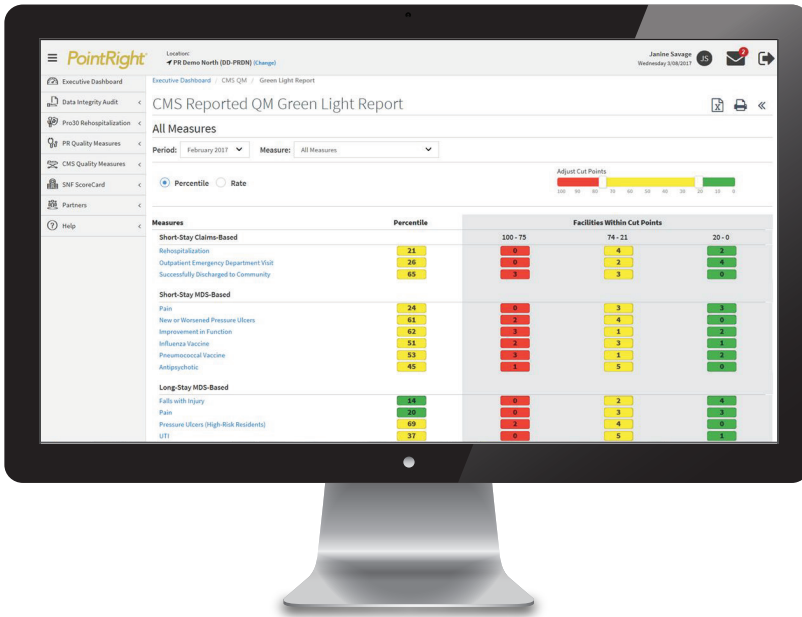 PointRight
Location:
PR Demo North (DD-PRDN) (Change)
Janine Savage
Wednesday 3/08/2017
JS
2
Executive Dashboard
Data Integrity Audit
Pro30 Rehospitalization
PR Quality Measures
CMS Quality Measures
SNF ScoreCard
Partners
Help
Executive Dashboard / CMS QM / Green Light Report
CMS Reported QM Green Light Report
All Measures
Period: February 2017 Measure: All Measures
Percentile Rate
Adjust Cut Points
100 90 80 70 60 50 40 30 20 10 0
Measures Percentile Facilities Within Cut Points
Short-Stay Claims-Based 100 - 75 74 - 21 20 - 0
Rehospitalization 21 0 4 2
Outpatient Emergency Department Visit 26 0 2 4
Successfully Discharged to Community 65 3 3 0
Short-Stay MDS-Based
Pain 24 0 3 3
New or Worsened Pressure Ulcers 61 2 4 0
Improvement in Function 62 3 1 2
Influenza Vaccine 51 2 3 1
Pneumococcal Vaccine 53 3 1 2
Antipsychotic 45 1 5 0
Long-Stay MDS-Based
Falls with Injury 14 0 2 4
Pain 20 0 3 3
Pressure Ulcers (High-Risk Residents) 69 2 4 0
UTI 37 0 5 1